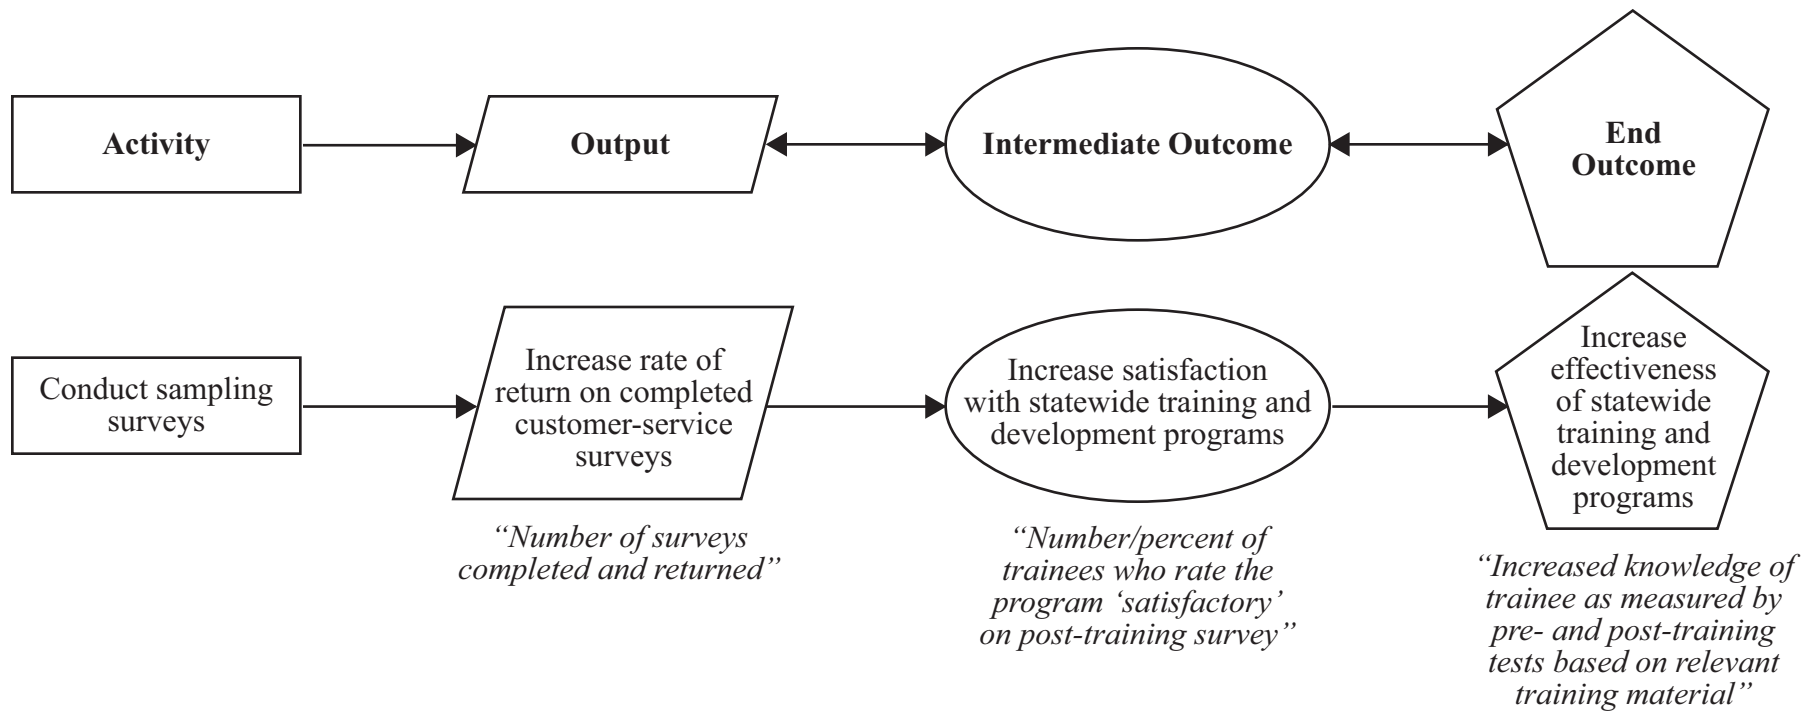 Activity
Output
Intermediate Outcome
End
Outcome
Conduct sampling
surveys
Increase rate of
return on completed
customer-service
surveys
Increase satisfaction
with statewide training and
development programs
Increase
effectiveness
of statewide
training and
development
programs
“Number of surveys
completed and returned”
“Number/percent of
trainees who rate the
program ‘satisfactory’
on post-training survey”
“Increased knowledge of
trainee as measured by
pre- and post-training
tests based on relevant
training material”